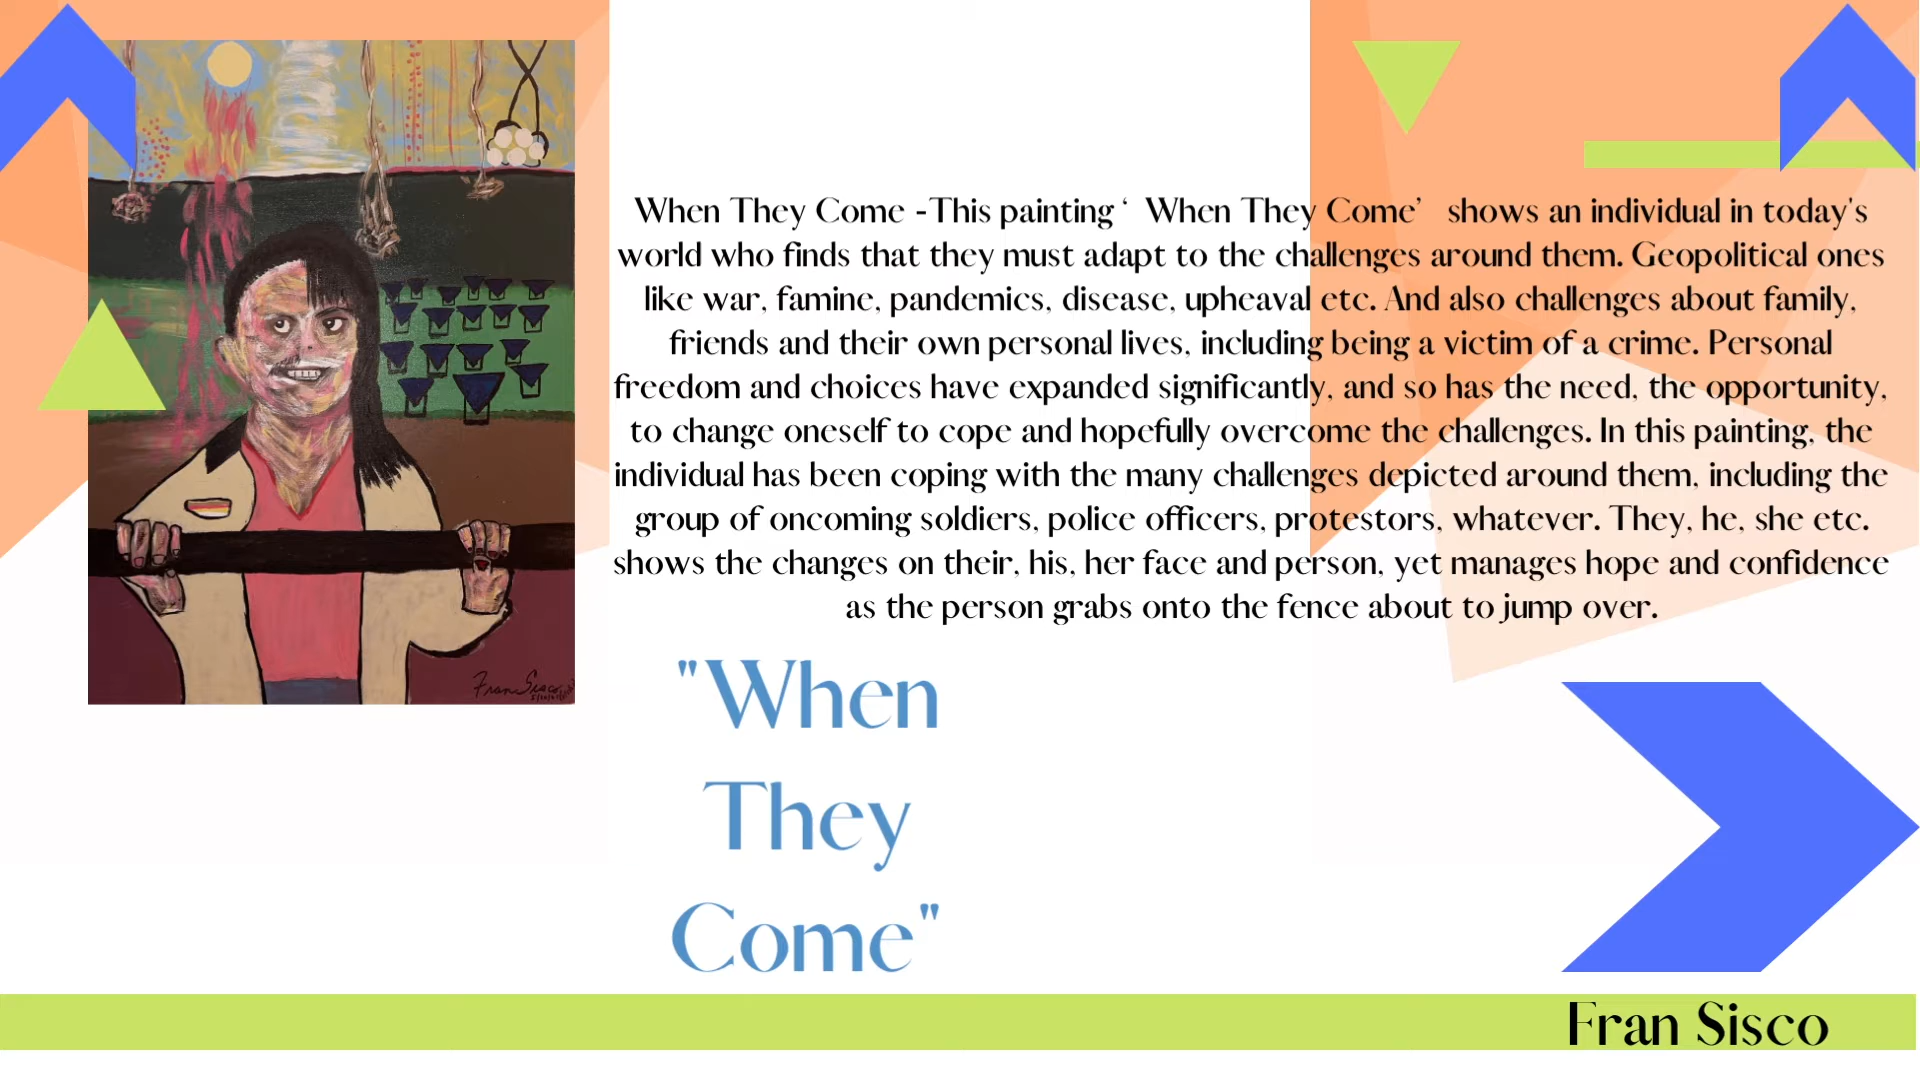 When They Come -This painting ‘ When They Come’ shows an individual in today's
world who finds that they must adapt to the challenges around them. Geopolitical ones
like war, famine, pandemics, disease, upheaval etc. And also challenges about family,
friends and their own personal lives, including being a victim of a crime. Personal
freedom and choices have expanded significantly, and so has the need, the opportunity,
to change oneself to cope and hopefully overcome the challenges. In this painting, the
individual has been coping with the many challenges depicted around them, including the
group of oncoming soldiers, police officers, protestors, whatever. They, he, she etc.
shows the changes on their, his, her face and person, yet manages hope and confidence
as the person grabs onto the fence about to jump over.
Fran Sisco
"When
They
Come"
Fran Sisco